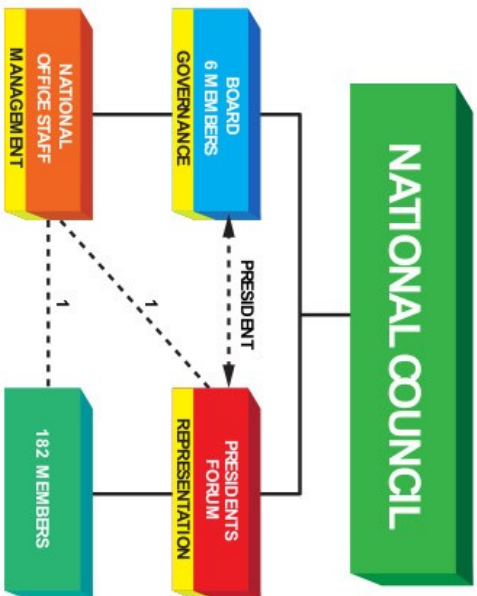 NATIONAL COUNCIL
BOARD
6 MEMBERS
GOVERNANCE
PRESIDENT
PRESIDENTS
FORUM
REPRESENTATION
NATIONAL
OFFICE STAFF
MANAGEMENT
1
1
182 MEMBERS